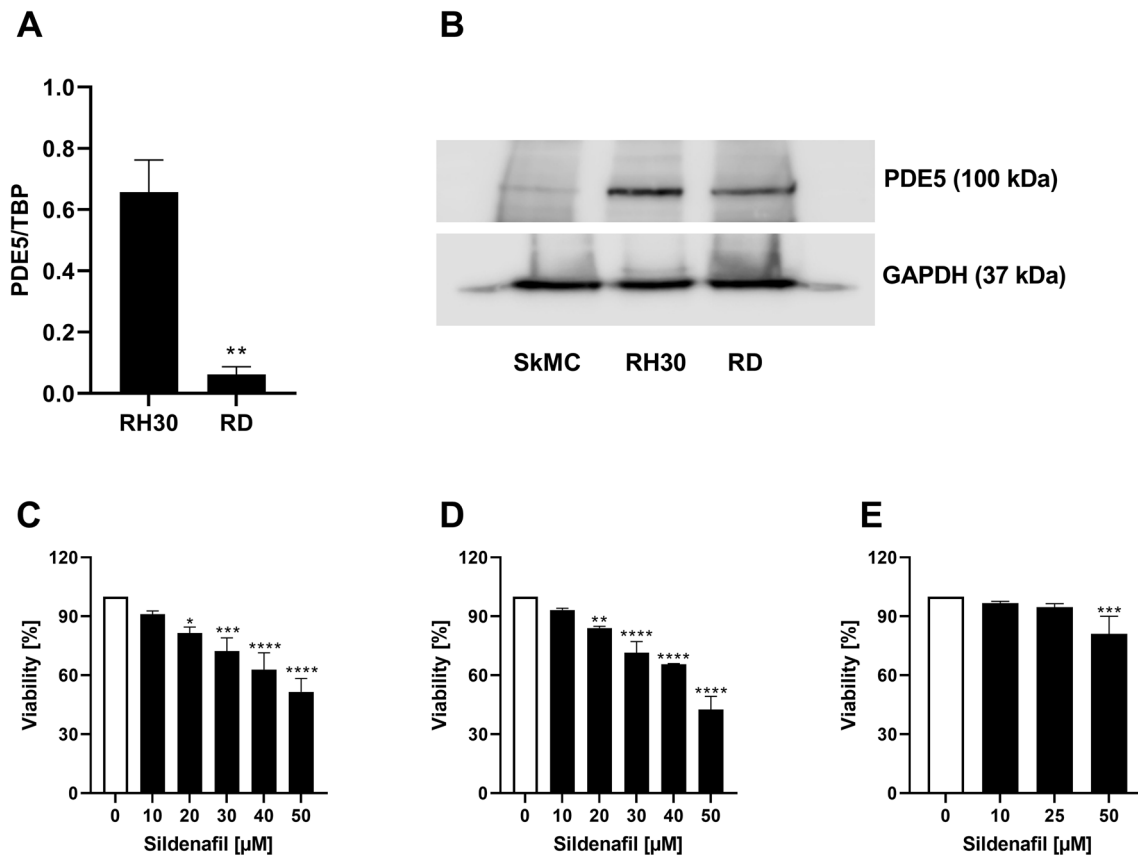 A
B
1.0
0.8
0.6
0.4
0.2
0.0
PDE5/TBP
**
RH30 RD
PDE5 (100 kDa)
GAPDH (37 kDa)
SkMC RH30 RD
C
120
90
60
30
0
Viability [%]
* *** **** ****
0 10 20 30 40 50
Sildenafil [µM]
D
120
90
60
30
0
Viability [%]
** **** **** ****
0 10 20 30 40 50
Sildenafil [µM]
E
120
90
60
30
0
Viability [%]
***
0 10 25 50
Sildenafil [µM]